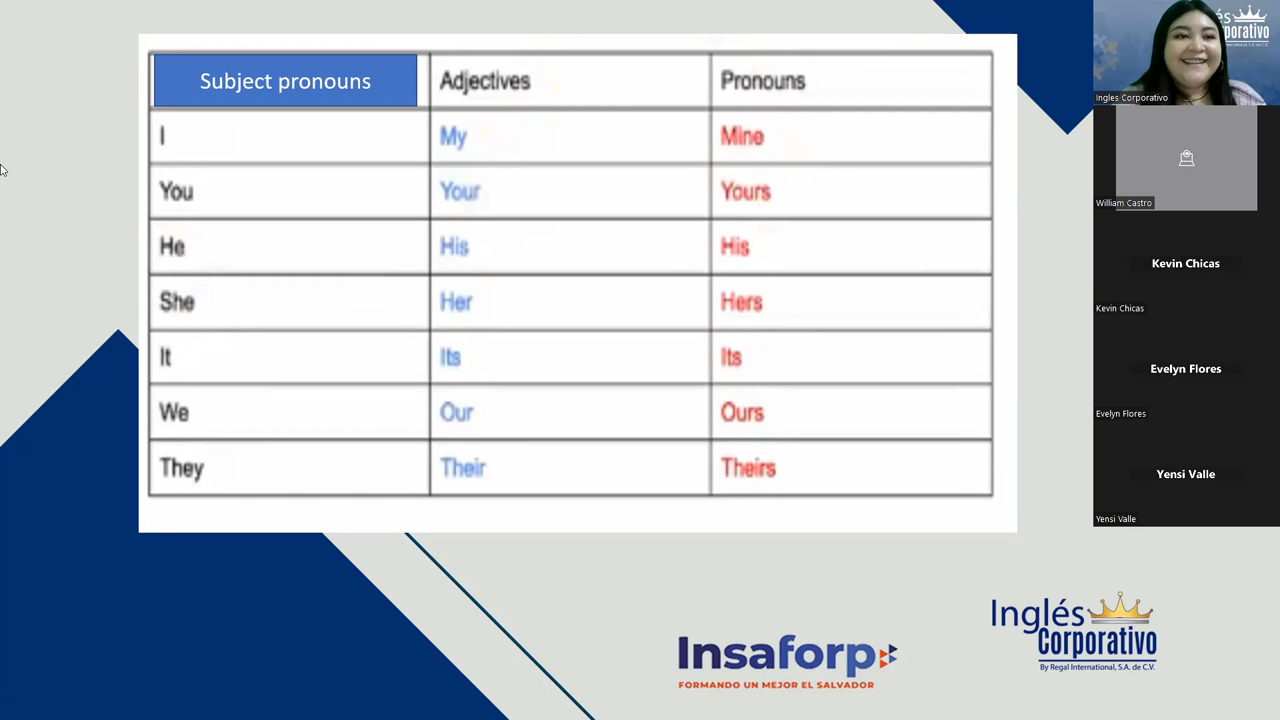 Subject pronouns Adjectives Pronouns
I My Mine
You Your Yours
He His His
She Her Hers
It Its Its
We Our Ours
They Their Theirs
Insaforp
FORMANDO UN MEJOR EL SALVADOR
Inglés
Corporativo
By Regal International, S.A. de C.V.
Ingles Corporativo
William Castro
Kevin Chicas
Kevin Chicas
Evelyn Flores
Evelyn Flores
Yensi Valle
Yensi Valle